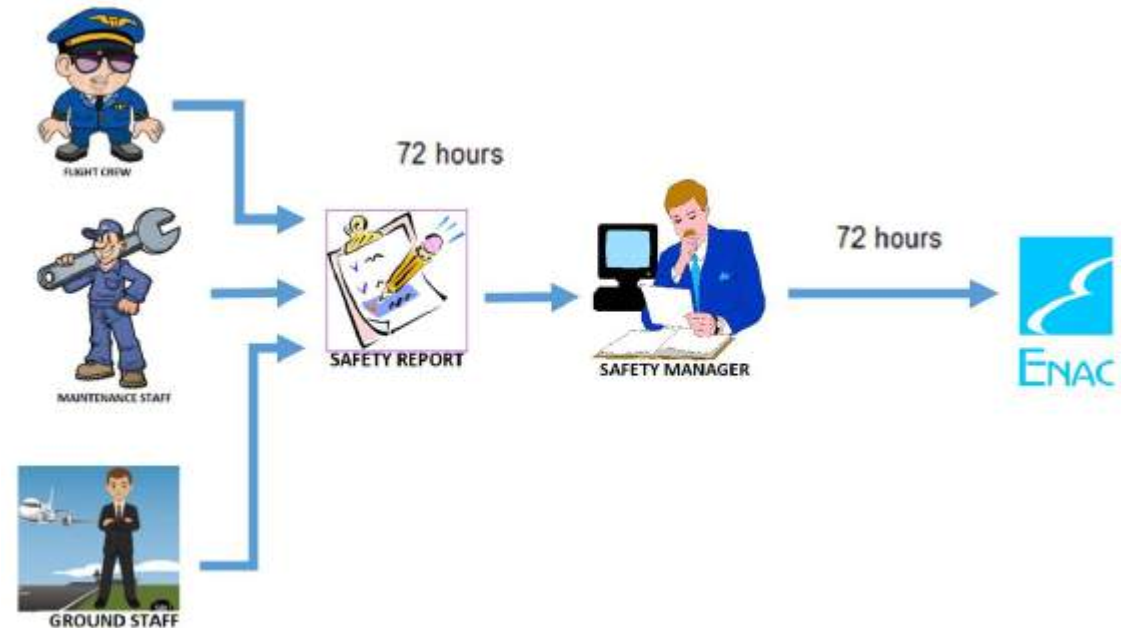 FLIGHT CREW
72 hours
SAFETY REPORT
MAINTENANCE STAFF
SAFETY MANAGER
72 hours
ENAC
GROUND STAFF